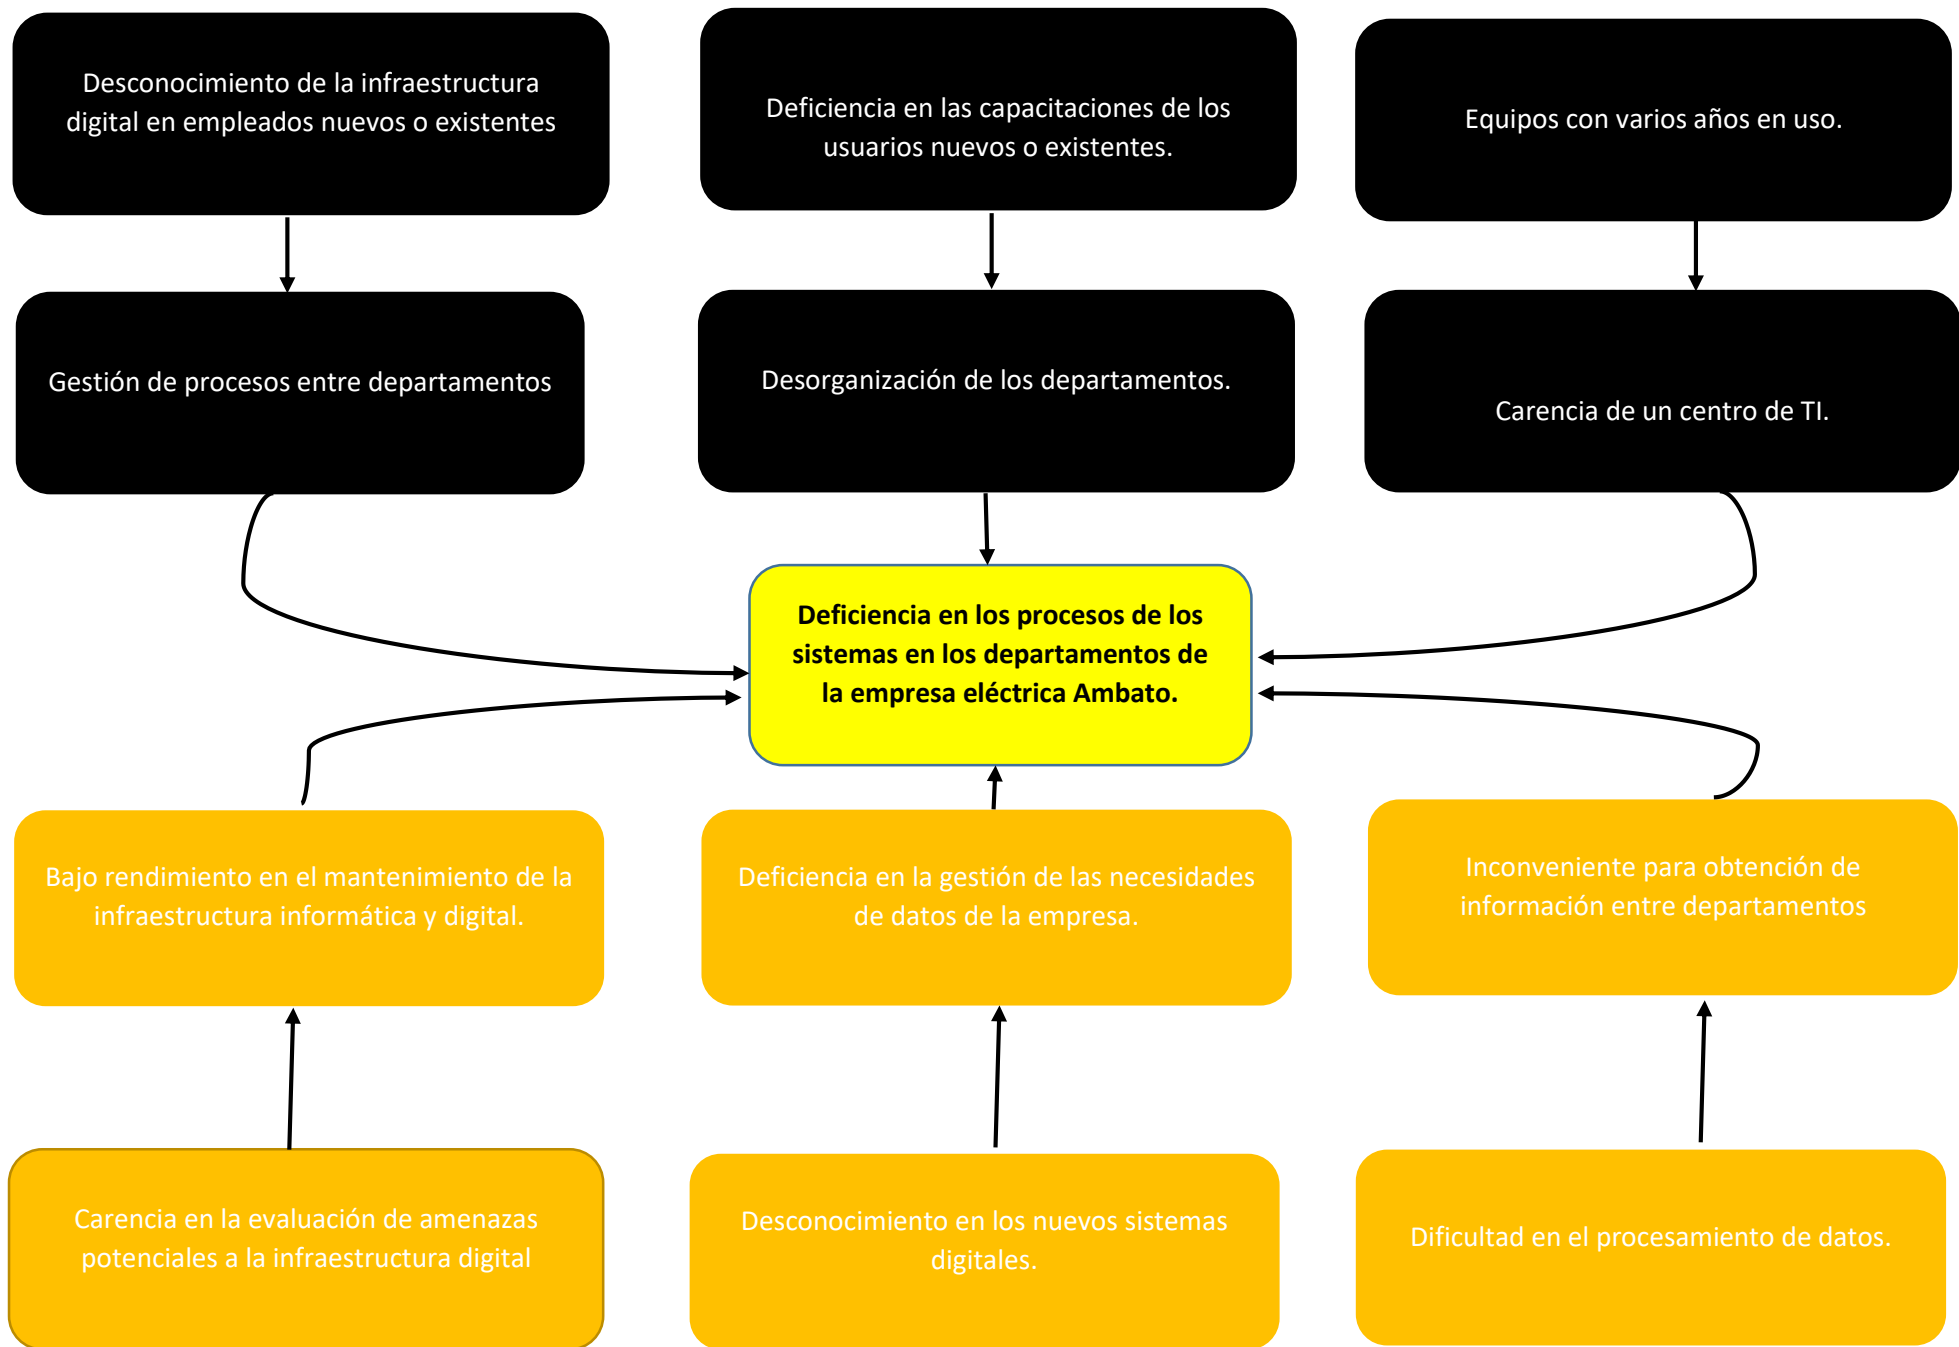 Desconocimiento de la infraestructura
digital en empleados nuevos o existentes
Deficiencia en las capacitaciones de los
usuarios nuevos o existentes.
Equipos con varios años en uso.
Gestión de procesos entre departamentos
Desorganización de los departamentos.
Carencia de un centro de TI.
Deficiencia en los procesos de los
sistemas en los departamentos de
la empresa eléctrica Ambato.
Bajo rendimiento en el mantenimiento de la
infraestructura informática y digital.
Deficiencia en la gestión de las necesidades
de datos de la empresa.
Inconveniente para obtención de
información entre departamentos
Carencia en la evaluación de amenazas
potenciales a la infraestructura digital
Desconocimiento en los nuevos sistemas
digitales.
Dificultad en el procesamiento de datos.